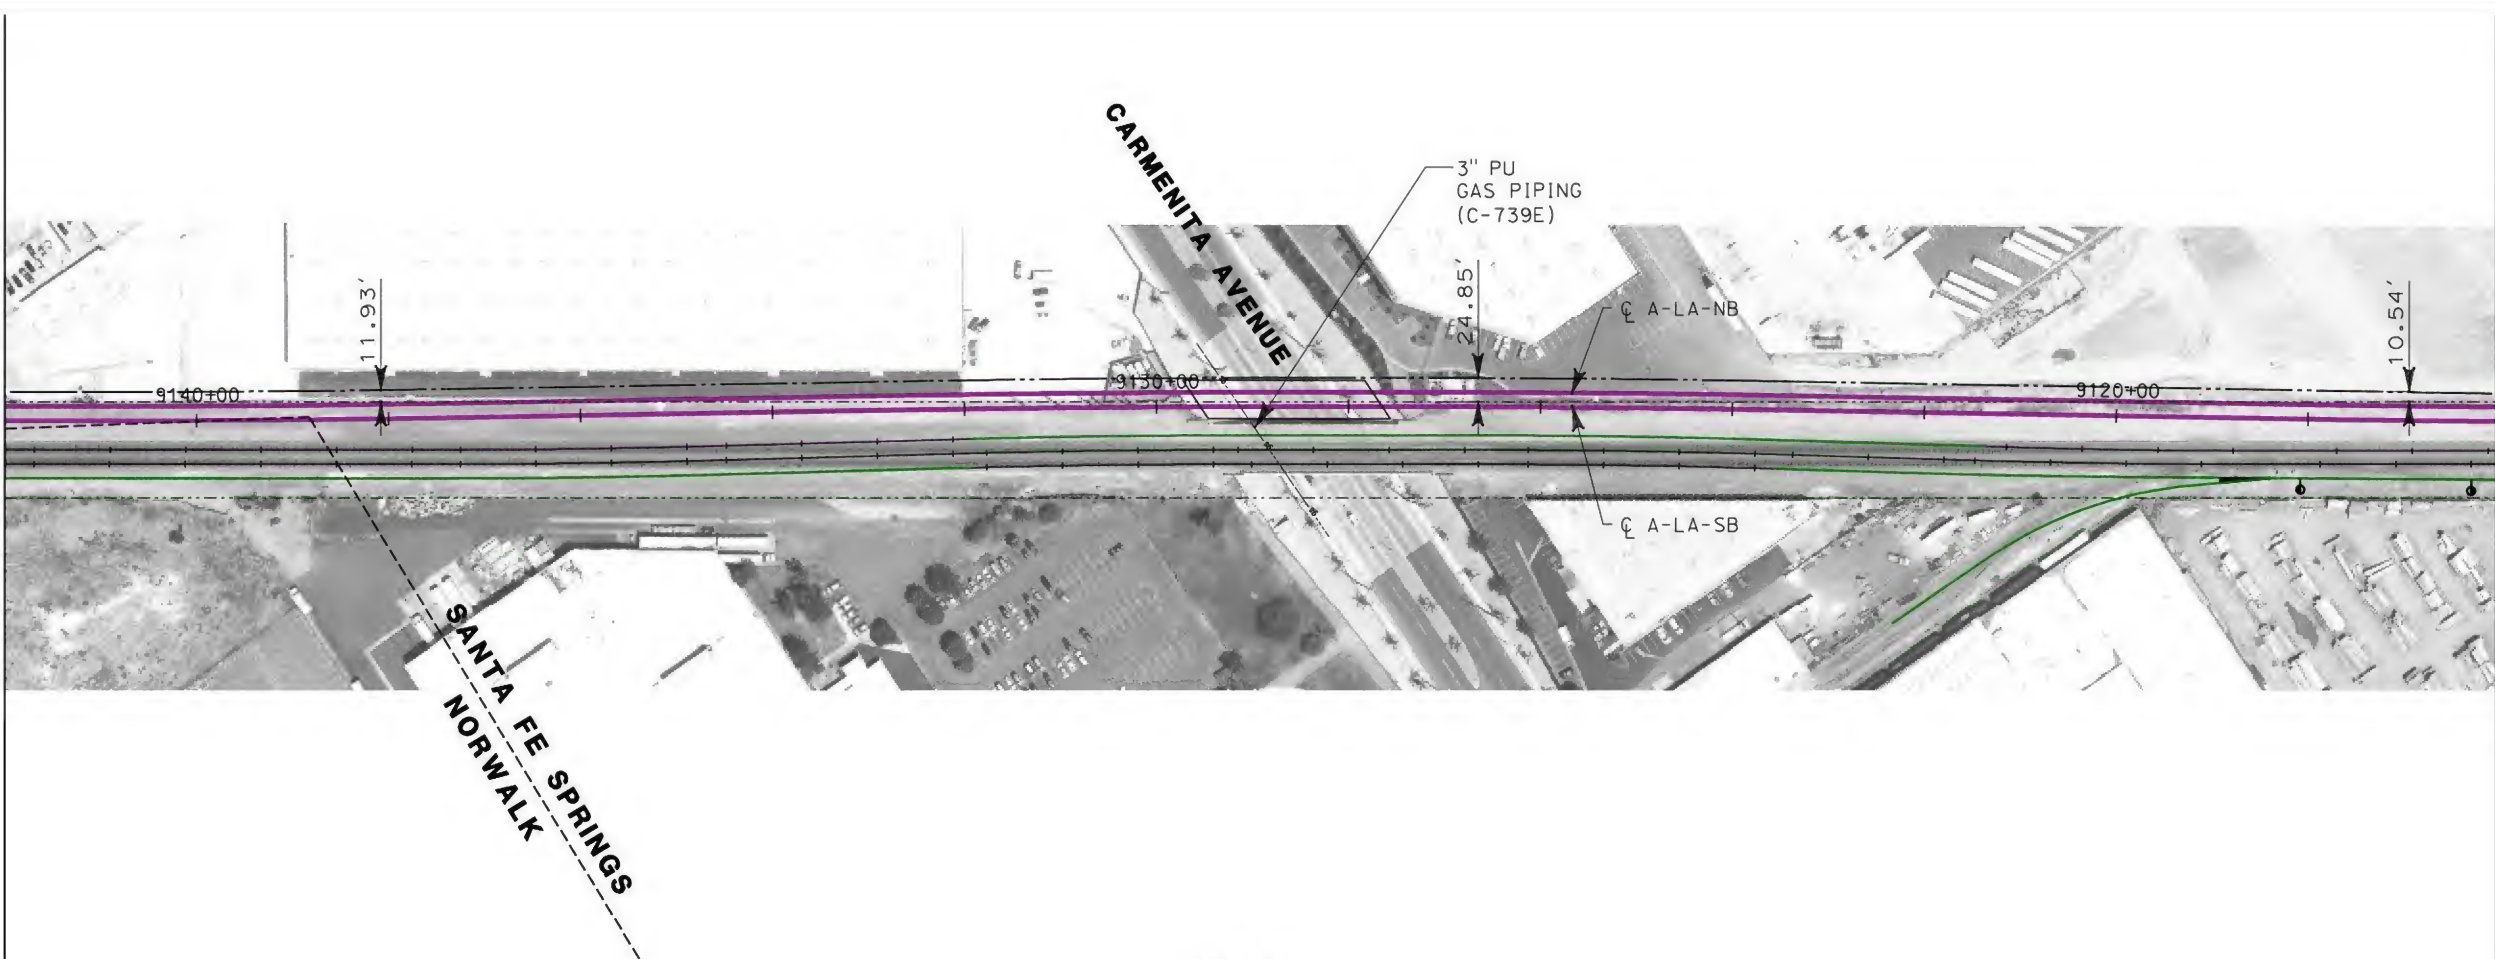 CARMENITA AVENUE
3" PU
GAS PIPING
(C-739E)
11.93'
24.85'
℄ A-LA-NB
10.54'
9140+00
9130+00
9120+00
℄ A-LA-SB
SANTA FE SPRINGS
NORWALK